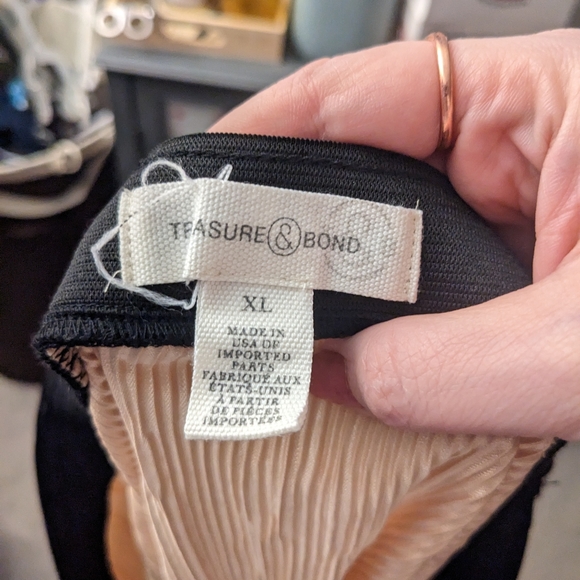 TREASURE & BOND
XL
MADE IN
USA OF
IMPORTED
PARTS
FABRIQUÉ AUX
ÉTATS-UNIS
À PARTIR
DE PIÈCES
IMPORTÉES